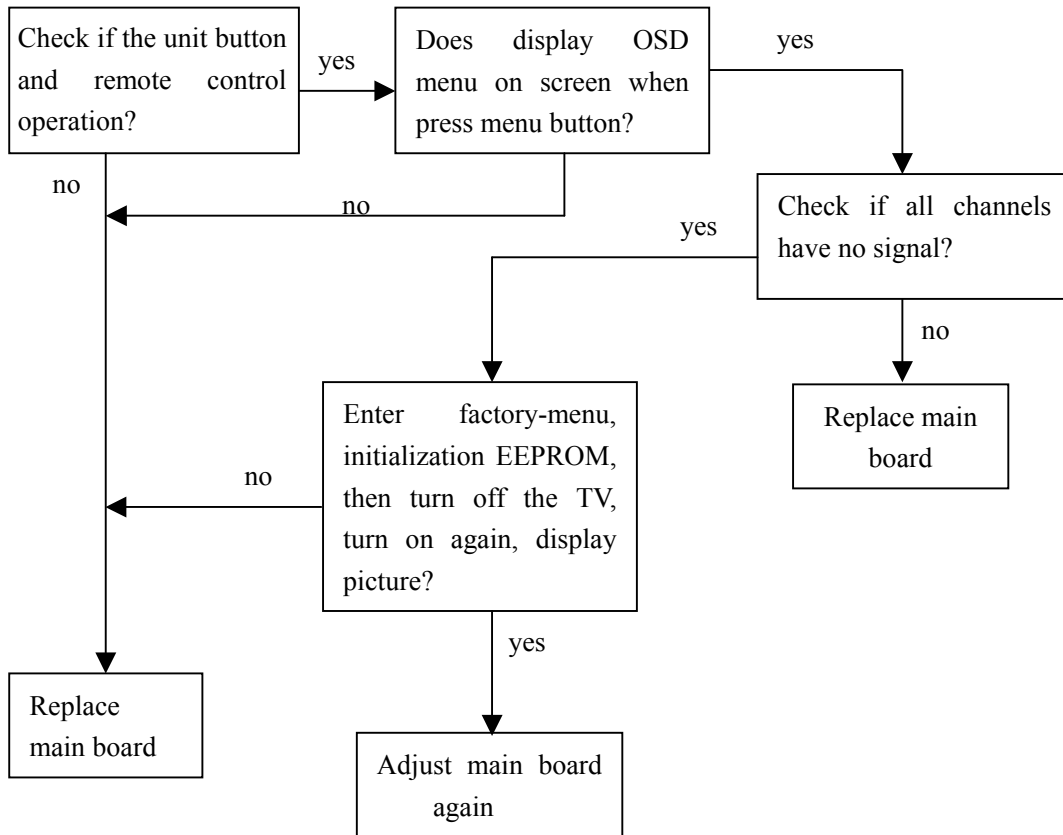 Check if the unit button
and remote control
operation?
yes
Does display OSD
menu on screen when
press menu button?
yes
no
no
Check if all channels
have no signal?
yes
no
Enter factory-menu,
initialization EEPROM,
then turn off the TV,
turn on again, display
picture?
no
Replace main
board
yes
Replace
main board
Adjust main board
again